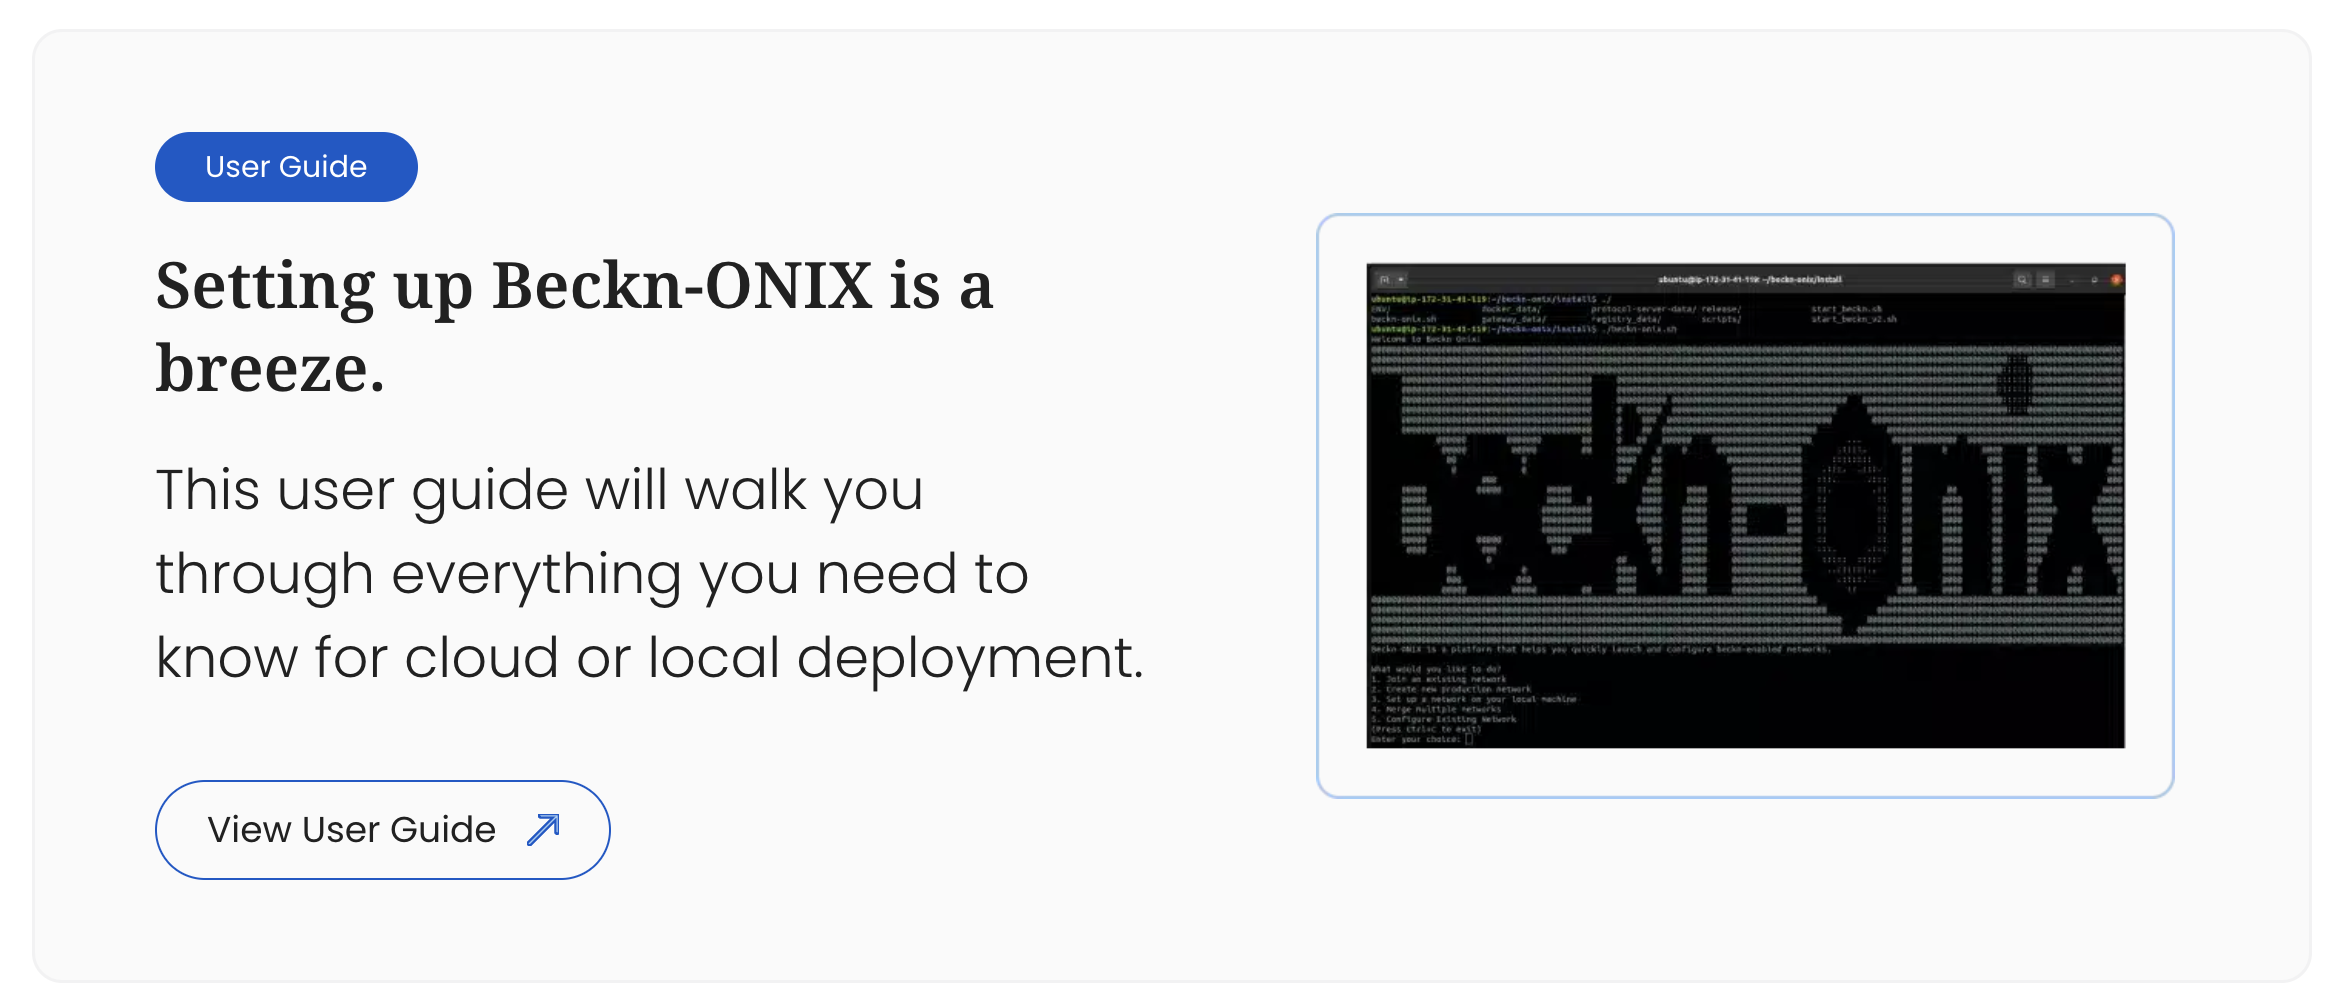 User Guide
Setting up Beckn-ONIX is a
breeze.
This user guide will walk you
through everything you need to
know for cloud or local deployment.
View User Guide
ubuntu@ip-172-31-41-119: ~/beckn-onix/install
ubuntu@ip-172-31-41-119:~/beckn-onix/install$ ./
ENV/ docker_data/ protocol-server-data/ release/ start_beckn.sh
beckn-onix.sh gateway_data/ registry_data/ scripts/ start_beckn_v2.sh
ubuntu@ip-172-31-41-119:~/beckn-onix/install$ ./beckn-onix.sh
Welcome to Beckn Onix!
beckn-onix
Beckn ONIX is a platform that helps you quickly launch and configure beckn-enabled networks.
What would you like to do?
1. Join an existing network
2. Create new production network
3. Set up a network on your local machine
4. Merge multiple networks
5. Configure Existing Network
(Press Ctrl+C to exit)
Enter your choice: